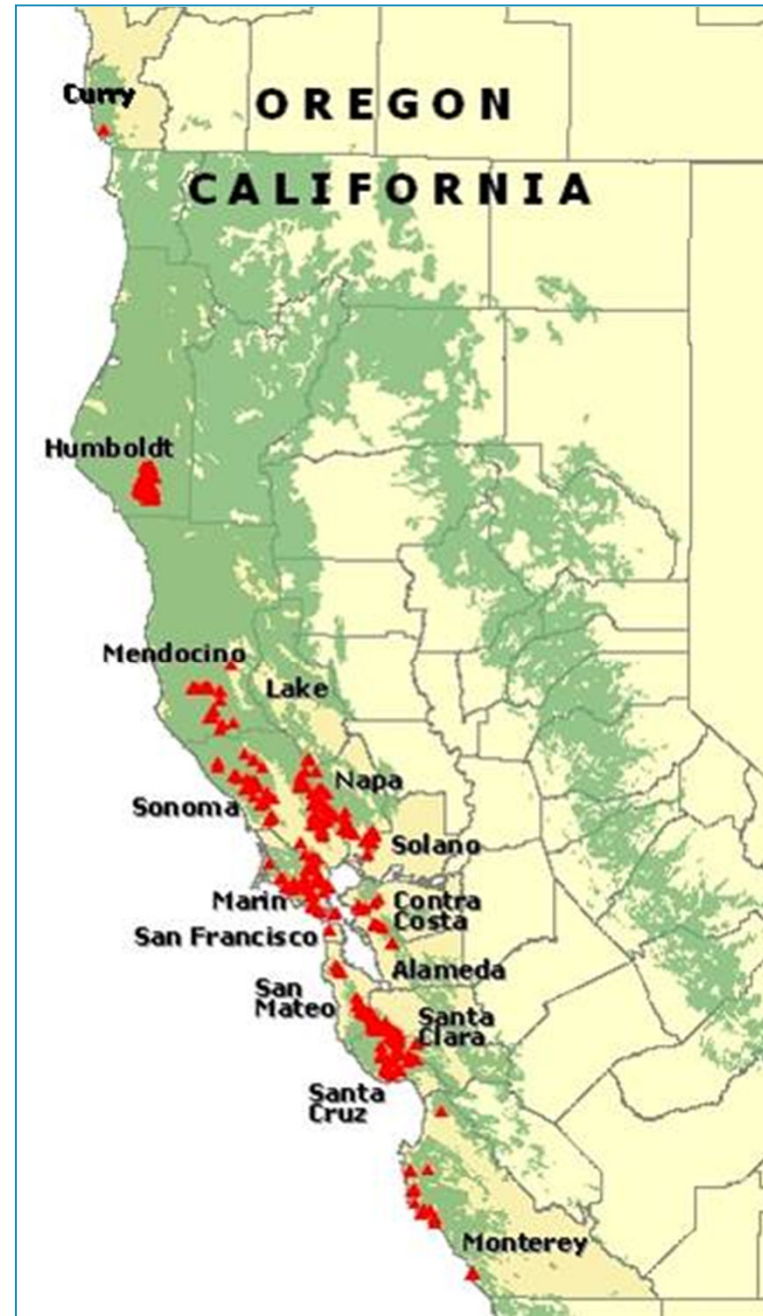 Curry
OREGON
CALIFORNIA
Humboldt
Mendocino
Lake
Napa
Sonoma
Solano
Marin
Contra
Costa
San Francisco
Alameda
San
Mateo
Santa
Clara
Santa
Cruz
Monterey